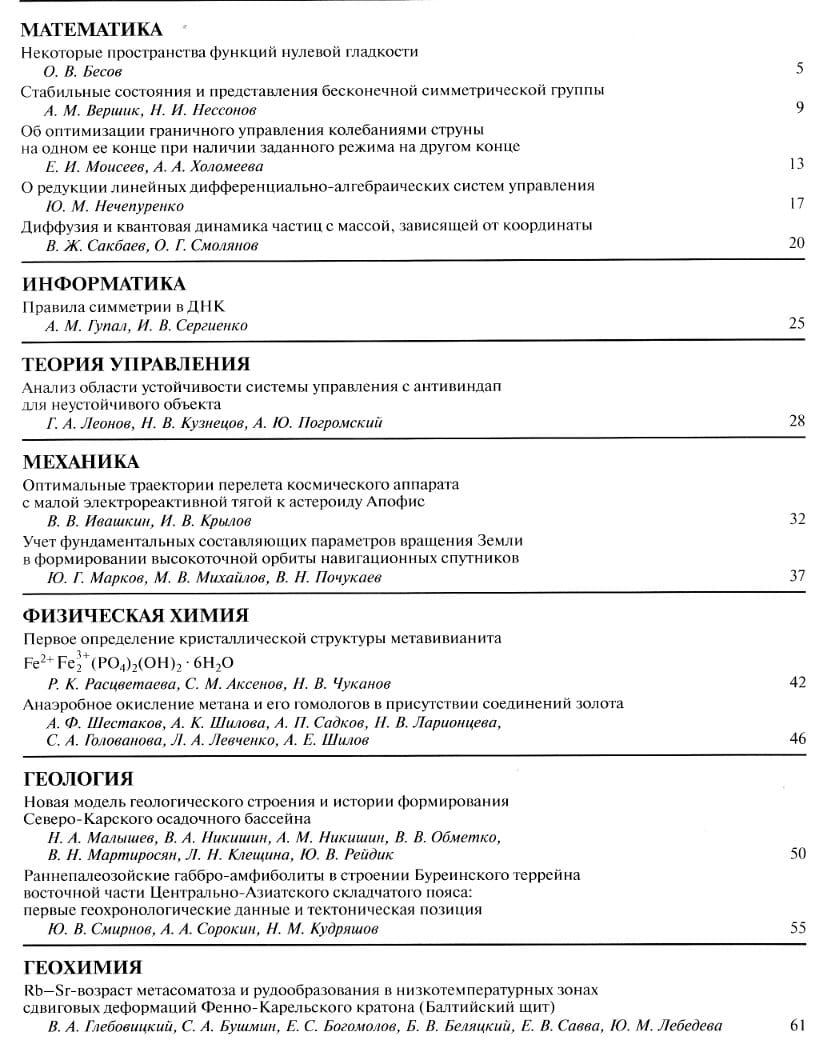 МАТЕМАТИКА
Некоторые пространства функций нулевой гладкости
О. В. Бесов 5
Стабильные состояния и представления бесконечной симметрической группы
А. М. Вершик, Н. И. Нессонов 9
Об оптимизации граничного управления колебаниями струны
на одном ее конце при наличии заданного режима на другом конце
Е. И. Моисеев, А. А. Холомеева 13
О редукции линейных дифференциально-алгебраических систем управления
Ю. М. Нечепуренко 17
Диффузия и квантовая динамика частиц с массой, зависящей от координаты
В. Ж. Сакбаев, О. Г. Смолянов 20
ИНФОРМАТИКА
Правила симметрии в ДНК
А. М. Гупал, И. В. Сергиенко 25
ТЕОРИЯ УПРАВЛЕНИЯ
Анализ области устойчивости системы управления с антивиндап
для неустойчивого объекта
Г. А. Леонов, Н. В. Кузнецов, А. Ю. Погромский 28
МЕХАНИКА
Оптимальные траектории перелета космического аппарата
с малой электрореактивной тягой к астероиду Апофис
В. В. Ивашкин, И. В. Крылов 32
Учет фундаментальных составляющих параметров вращения Земли
в формировании высокоточной орбиты навигационных спутников
Ю. Г. Марков, М. В. Михайлов, В. Н. Почукаев 37
ФИЗИЧЕСКАЯ ХИМИЯ
Первое определение кристаллической структуры метавивианита
Fe²⁺Fe₂³⁺(PO₄)₂(OH)₂ · 6H₂O
Р. К. Расцветаева, С. М. Аксенов, Н. В. Чуканов 42
Анаэробное окисление метана и его гомологов в присутствии соединений золота
А. Ф. Шестаков, А. К. Шилова, А. П. Садков, Н. В. Ларионцева,
С. А. Голованова, Л. А. Левченко, А. Е. Шилов 46
ГЕОЛОГИЯ
Новая модель геологического строения и истории формирования
Северо-Карского осадочного бассейна
Н. А. Малышев, В. А. Никишин, А. М. Никишин, В. В. Обметко,
В. Н. Мартиросян, Л. Н. Клещина, Ю. В. Рейдик 50
Раннепалеозойские габбро-амфиболиты в строении Буреинского террейна
восточной части Центрально-Азиатского складчатого пояса:
первые геохронологические данные и тектоническая позиция
Ю. В. Смирнов, А. А. Сорокин, Н. М. Кудряшов 55
ГЕОХИМИЯ
Rb–Sr-возраст метасоматоза и рудообразования в низкотемпературных зонах
сдвиговых деформаций Фенно-Карельского кратона (Балтийский щит)
В. А. Глебовицкий, С. А. Бушмин, Е. С. Богомолов, Б. В. Беляцкий, Е. В. Савва, Ю. М. Лебедева 61